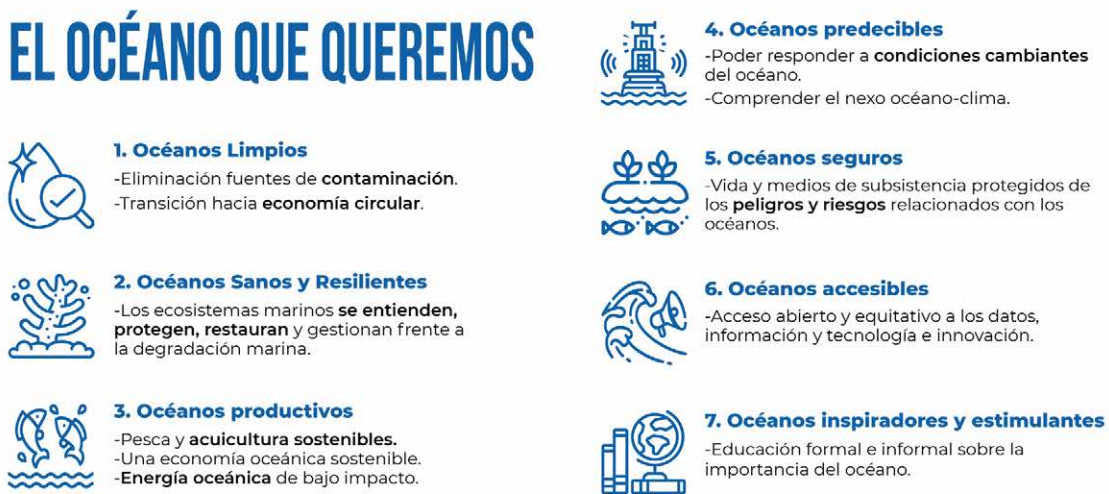 EL OCÉANO QUE QUEREMOS
1. Océanos Limpios
-Eliminación fuentes de contaminación.
-Transición hacia economía circular.
2. Océanos Sanos y Resilientes
-Los ecosistemas marinos se entienden,
protegen, restauran y gestionan frente a
la degradación marina.
3. Océanos productivos
-Pesca y acuicultura sostenibles.
-Una economía oceánica sostenible.
-Energía oceánica de bajo impacto.
4. Océanos predecibles
-Poder responder a condiciones cambiantes
del océano.
-Comprender el nexo océano-clima.
5. Océanos seguros
-Vida y medios de subsistencia protegidos de
los peligros y riesgos relacionados con los
océanos.
6. Océanos accesibles
-Acceso abierto y equitativo a los datos,
información y tecnología e innovación.
7. Océanos inspiradores y estimulantes
-Educación formal e informal sobre la
importancia del océano.